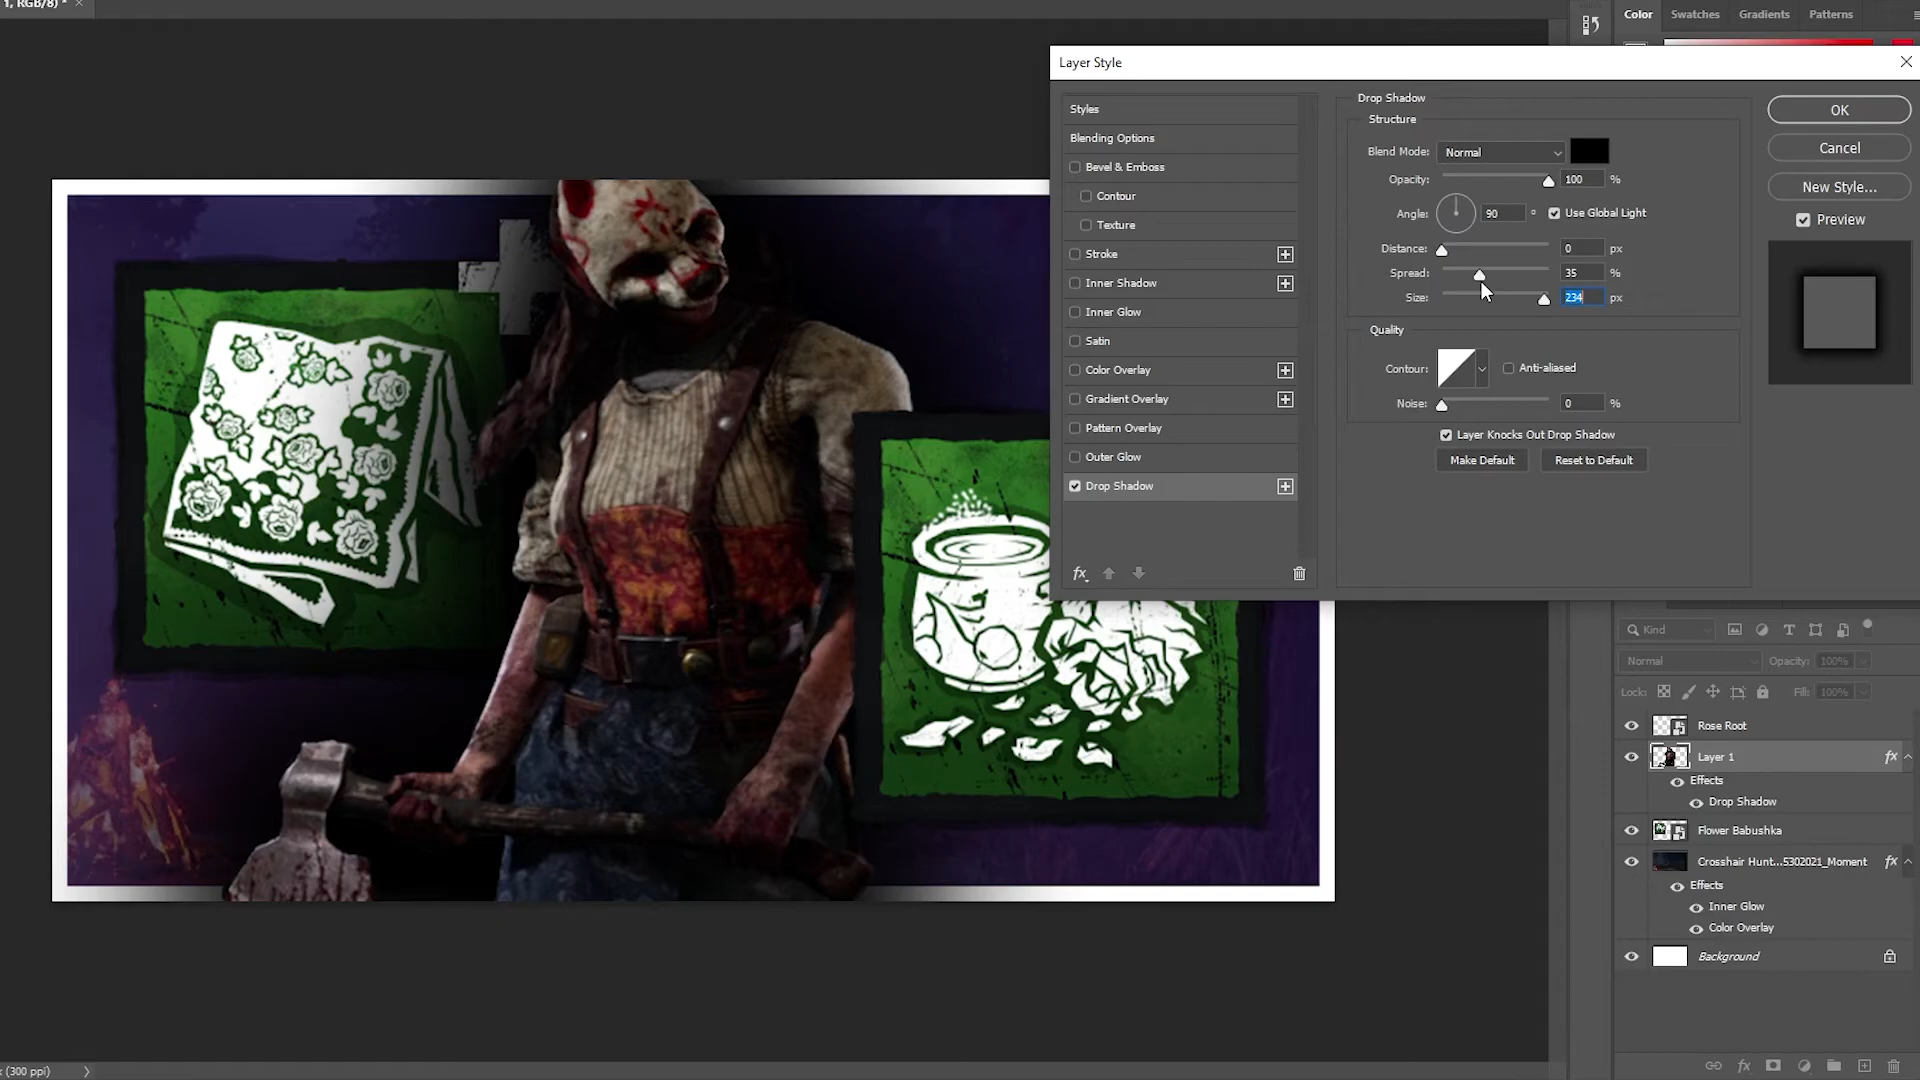 1, RGB/8) * ×
Color Swatches Gradients Patterns
Layer Style
Styles
Blending Options
Bevel & Emboss
Contour
Texture
Stroke
Inner Shadow
Inner Glow
Satin
Color Overlay
Gradient Overlay
Pattern Overlay
Outer Glow
Drop Shadow
fx
Drop Shadow
Structure
Blend Mode: Normal
Opacity: 100 %
Angle: 90 ° Use Global Light
Distance: 0 px
Spread: 35 %
Size: 234 px
Quality
Contour: Anti-aliased
Noise: 0 %
Layer Knocks Out Drop Shadow
Make Default Reset to Default
OK
Cancel
New Style...
Preview
Kind
Normal Opacity: 100%
Lock: Fill: 100%
Rose Root
Layer 1 fx
Effects
Drop Shadow
Flower Babushka
Crosshair Hunt...5302021_Moment fx
Effects
Inner Glow
Color Overlay
Background
fx
(300 ppi)